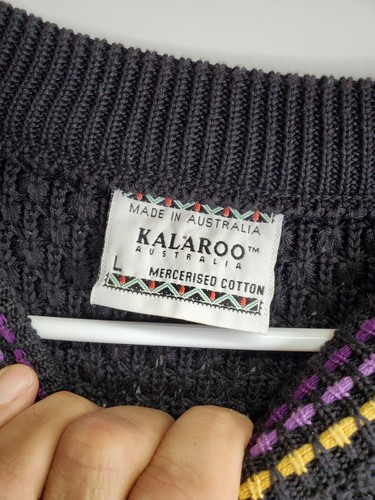 MADE IN AUSTRALIA
KALAROO™
AUSTRALIA
L MERCERISED COTTON